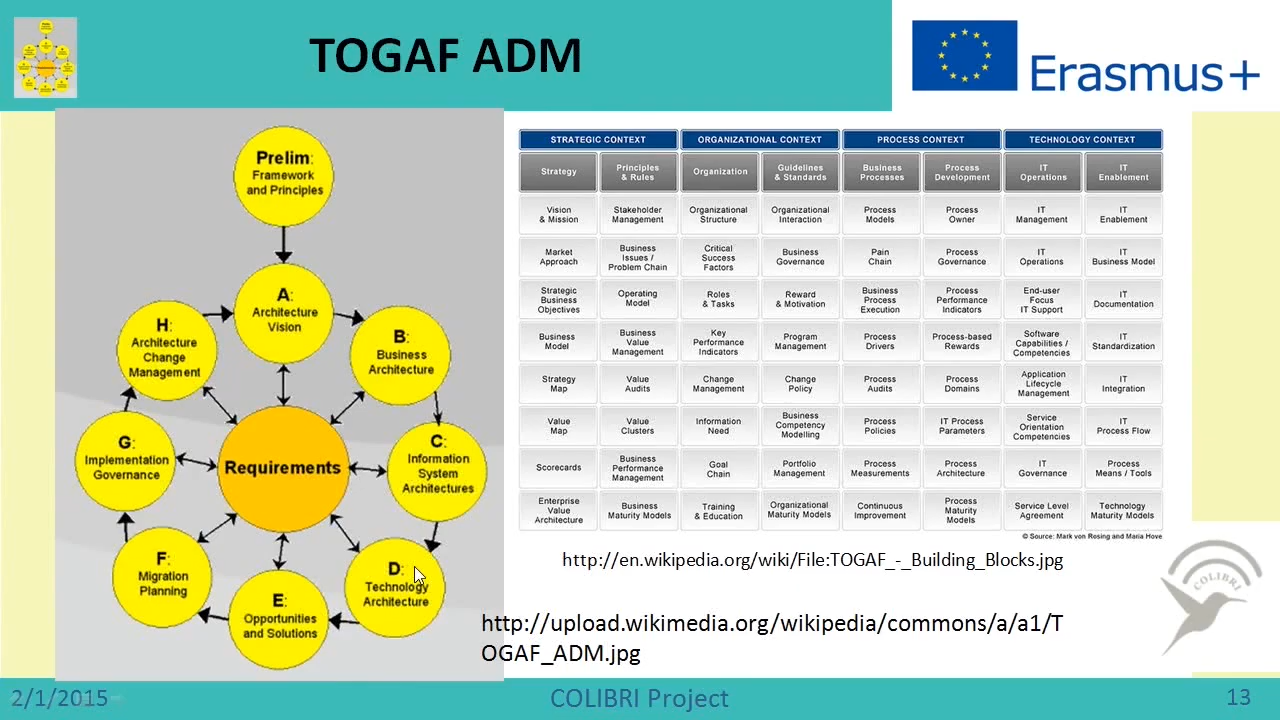 TOGAF ADM
Erasmus+
Prelim:
Framework
and Principles
A:
Architecture
Vision
B:
Business
Architecture
C:
Information
System
Architectures
D:
Technology
Architecture
E:
Opportunities
and Solutions
F:
Migration
Planning
G:
Implementation
Governance
H:
Architecture
Change
Management
Requirements
STRATEGIC CONTEXT ORGANIZATIONAL CONTEXT PROCESS CONTEXT TECHNOLOGY CONTEXT
Strategy
Principles
& Rules
Organization
Guidelines
& Standards
Business
Processes
Process
Development
IT
Operations
IT
Enablement
Vision
& Mission
Stakeholder
Management
Organizational
Structure
Organizational
Interaction
Process
Models
Process
Owner
IT
Management
IT
Enablement
Market
Approach
Business
Issues /
Problem Chain
Critical
Success
Factors
Business
Governance
Pain
Chain
Process
Governance
IT
Operations
IT
Business Model
Strategic
Business
Objectives
Operating
Model
Roles
& Tasks
Reward
& Motivation
Business
Process
Execution
Process
Performance
Indicators
End-user
Focus
IT Support
IT
Documentation
Business
Model
Business
Value
Management
Key
Performance
Indicators
Program
Management
Process
Drivers
Process-based
Rewards
Software
Capabilities /
Competencies
IT
Standardization
Strategy
Map
Value
Audits
Change
Management
Change
Policy
Process
Audits
Process
Domains
Application
Lifecycle
Management
IT
Integration
Value
Map
Value
Clusters
Information
Need
Business
Competency
Modelling
Process
Policies
IT Process
Parameters
Service
Orientation
Competencies
IT
Process Flow
Scorecards
Business
Performance
Management
Goal
Chain
Portfolio
Management
Process
Measurements
Process
Architecture
IT
Governance
Process
Means / Tools
Enterprise
Value
Architecture
Business
Maturity Models
Training
& Education
Organizational
Maturity Models
Continuous
Improvement
Process
Maturity
Models
Service Level
Agreement
Technology
Maturity Models
© Source: Mark von Rosing and Maria Hove
http://en.wikipedia.org/wiki/File:TOGAF_-_Building_Blocks.jpg
http://upload.wikimedia.org/wikipedia/commons/a/a1/T
OGAF_ADM.jpg
COLIBRI
2/1/2015
COLIBRI Project
13